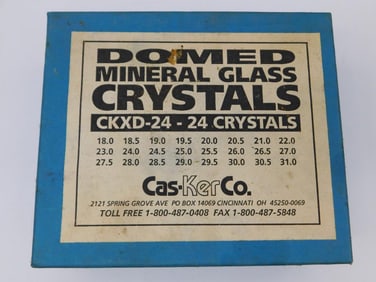 DOMED
MINERAL GLASS
CRYSTALS
CKXD-24 - 24 CRYSTALS
18.0 18.5 19.0 19.5 20.0 20.5 21.0 22.0
23.0 24.0 24.5 25.0 25.5 26.0 26.5 27.0
27.5 28.0 28.5 29.0 29.5 30.0 30.5 31.0
Cas-Ker Co.
2121 SPRING GROVE AVE PO BOX 14069 CINCINNATI OH 45250-0069
TOLL FREE 1-800-487-0408 FAX 1-800-487-5848